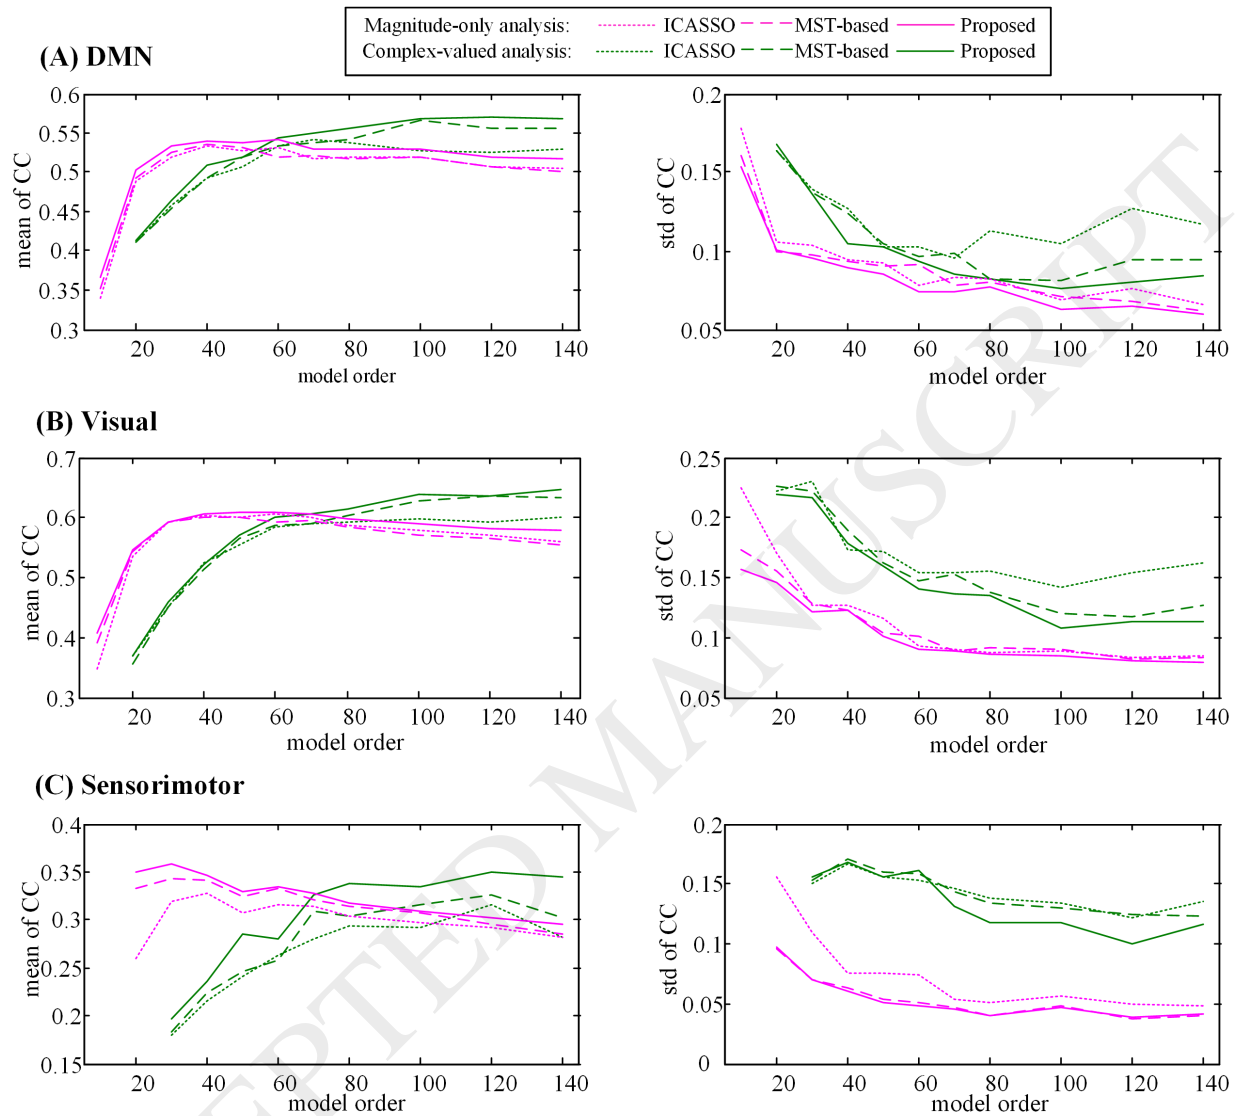 Magnitude-only analysis: ICASSO MST-based Proposed
Complex-valued analysis: ICASSO MST-based Proposed
(A) DMN
0.6
0.55
0.5
0.45
0.4
0.35
0.3
mean of CC
20 40 60 80 100 120 140
model order
0.2
0.15
0.1
0.05
std of CC
20 40 60 80 100 120 140
model order
(B) Visual
0.7
0.6
0.5
0.4
0.3
mean of CC
20 40 60 80 100 120 140
model order
0.25
0.2
0.15
0.1
0.05
std of CC
20 40 60 80 100 120 140
model order
(C) Sensorimotor
0.4
0.35
0.3
0.25
0.2
0.15
mean of CC
20 40 60 80 100 120 140
model order
0.2
0.15
0.1
0.05
0
std of CC
20 40 60 80 100 120 140
model order
EPTED MANUSCRIPT